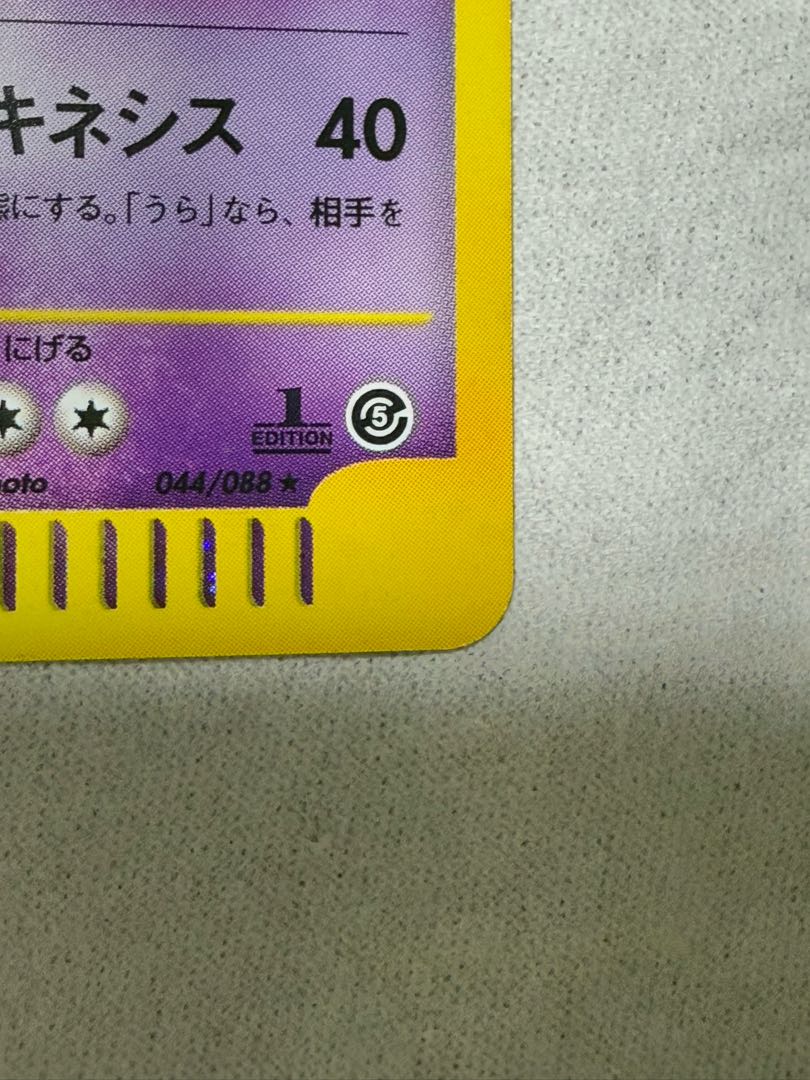 キネシス 40
態にする。「うら」なら、相手を
にげる
1
EDITION
5
044/088 ★